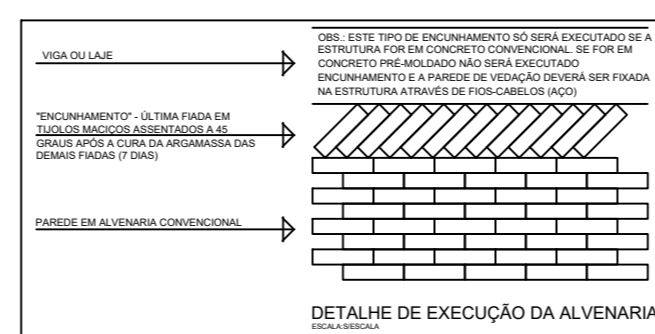 VIGA OU LAJE
OBS.: ESTE TIPO DE ENCUNHAMENTO SÓ SERÁ EXECUTADO SE A
ESTRUTURA FOR EM CONCRETO CONVENCIONAL. SE FOR EM
CONCRETO PRÉ-MOLDADO NÃO SERÁ EXECUTADO
ENCUNHAMENTO E A PAREDE DE VEDAÇÃO DEVERÁ SER FIXADA
NA ESTRUTURA ATRAVÉS DE FIOS-CABELOS (AÇO)
"ENCUNHAMENTO" - ÚLTIMA FIADA EM
TIJOLOS MACIÇOS ASSENTADOS A 45
GRAUS APÓS A CURA DA ARGAMASSA DAS
DEMAIS FIADAS (7 DIAS)
PAREDE EM ALVENARIA CONVENCIONAL
DETALHE DE EXECUÇÃO DA ALVENARIA
ESCALA:S/ESCALA